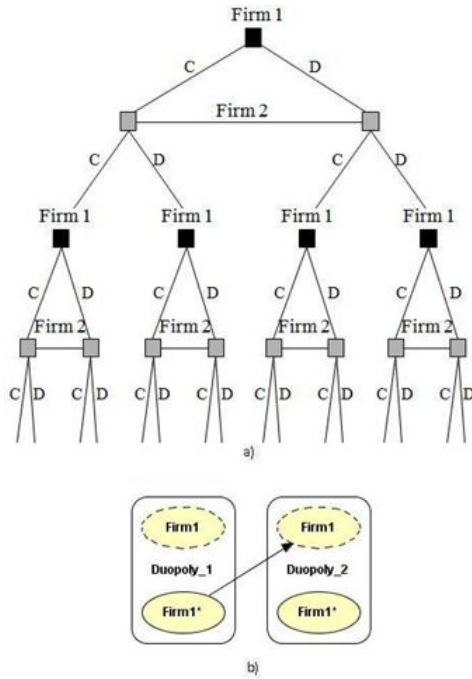 Firm 1
C D
Firm 2
C D C D
Firm 1 Firm 1 Firm 1 Firm 1
C D C D C D C D
Firm 2 Firm 2 Firm 2 Firm 2
C D C D C D C D C D C D C D C D
a)
Firm1 Firm1
Duopoly_1 Duopoly_2
Firm1* Firm1*
b)